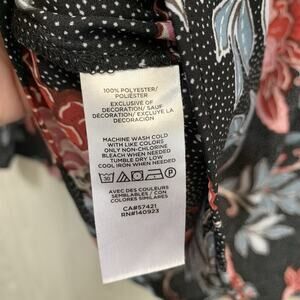 100% POLYESTER/
POLIÉSTER
EXCLUSIVE OF
DECORATION/ SAUF
DÉCORATION/ EXCLUYE LA
DECORACIÓN
MACHINE WASH COLD
WITH LIKE COLORS
ONLY NON-CHLORINE
BLEACH WHEN NEEDED
TUMBLE DRY LOW
COOL IRON WHEN NEEDED
30
AVEC DES COULEURS
SEMBLABLES / CON
COLORES SIMILARES
CA#57421
RN#140923